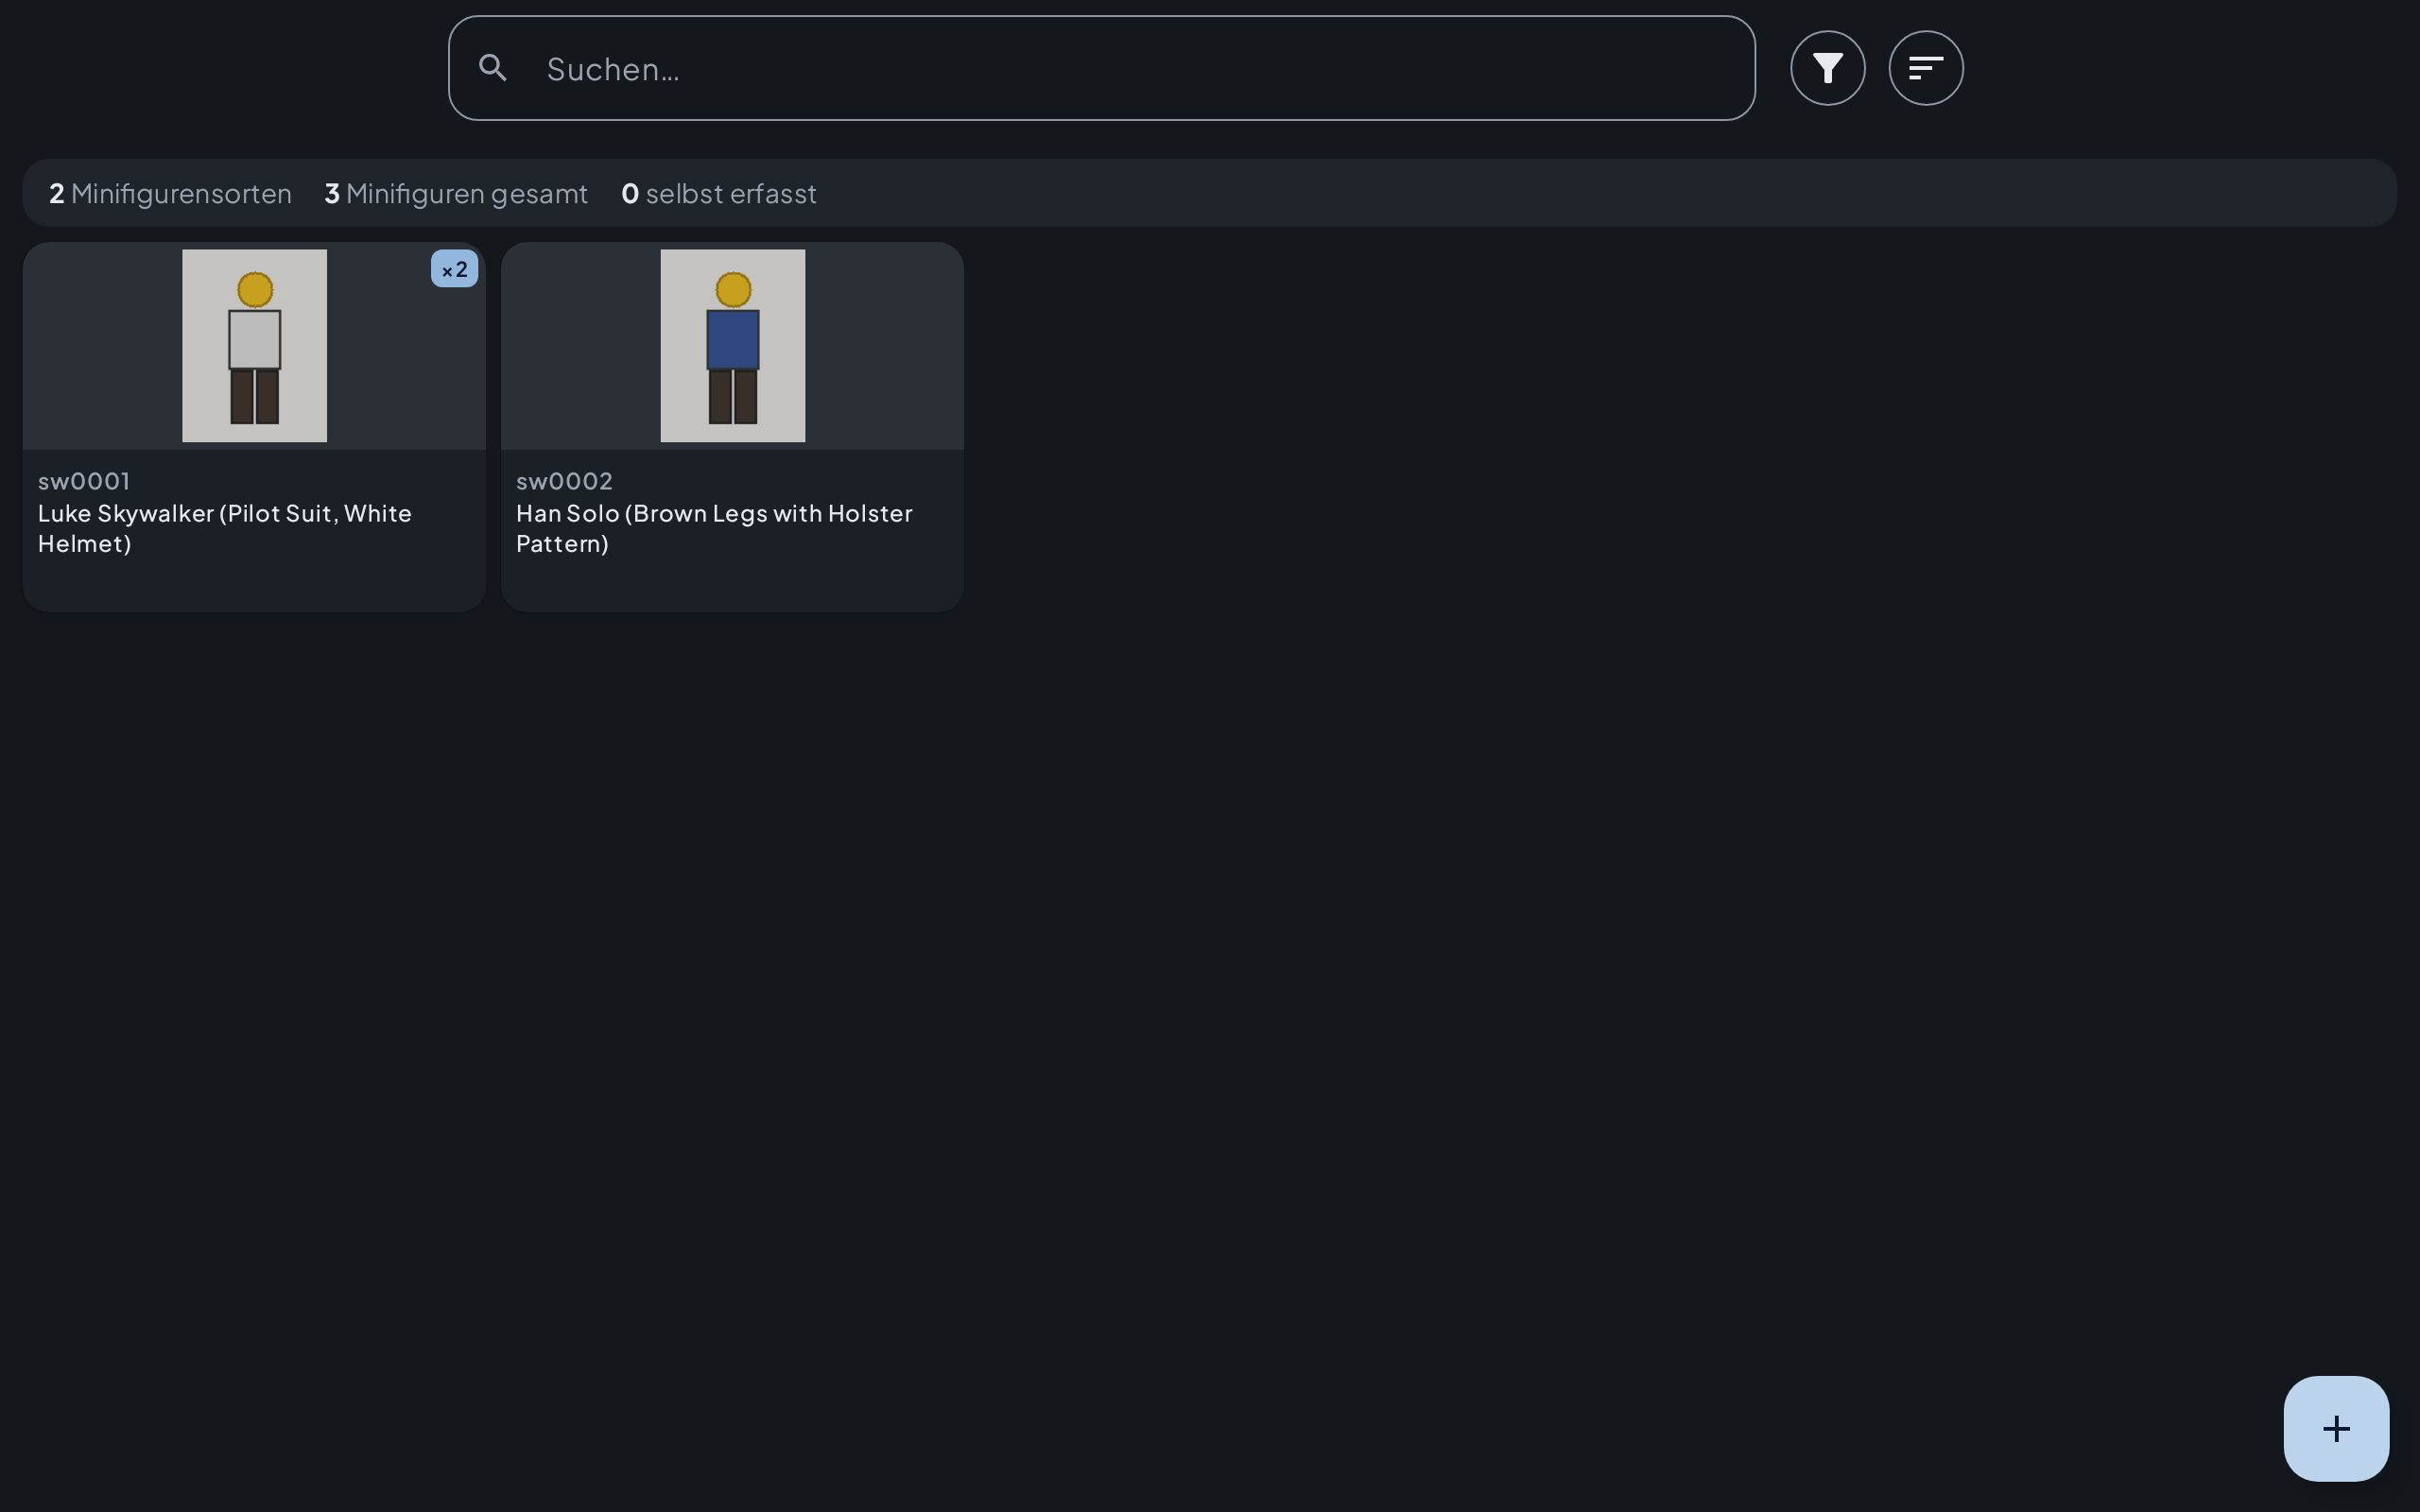 Suchen...
2 Minifigurensorten 3 Minifiguren gesamt 0 selbst erfasst
×2
sw0001
Luke Skywalker (Pilot Suit, White
Helmet)
sw0002
Han Solo (Brown Legs with Holster
Pattern)